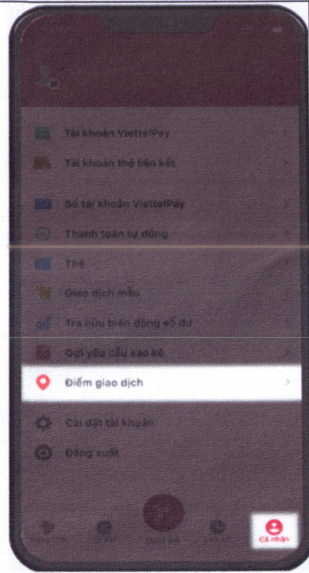 Tài khoản ViettelPay
Tài khoản thẻ liên kết
Số tài khoản ViettelPay
Thanh toán tự động
Thẻ
Giao dịch mẫu
Tra cứu biến động số dư
Gửi yêu cầu sao kê
Điểm giao dịch
Cài đặt tài khoản
Đăng xuất
Cá nhân